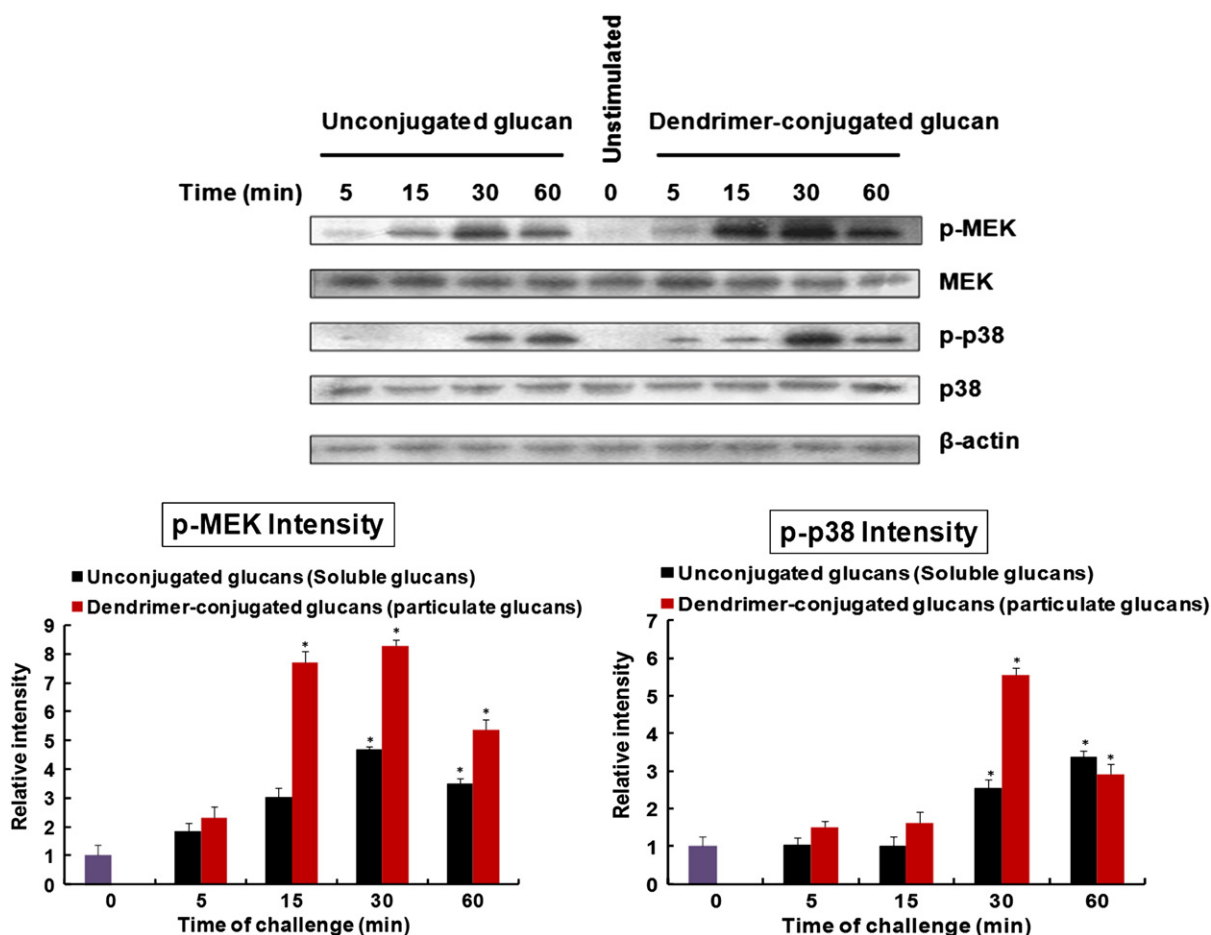 Unconjugated glucan
Unstimulated
Dendrimer-conjugated glucan
Time (min) 5 15 30 60 0 5 15 30 60
p-MEK
MEK
p-p38
p38
β-actin
p-MEK Intensity
Unconjugated glucans (Soluble glucans)
Dendrimer-conjugated glucans (particulate glucans)
Relative intensity
9
8
7
6
5
4
3
2
1
0
* * * * *
0 5 15 30 60
Time of challenge (min)
p-p38 Intensity
Unconjugated glucans (Soluble glucans)
Dendrimer-conjugated glucans (particulate glucans)
Relative intensity
7
6
5
4
3
2
1
0
* * * *
0 5 15 30 60
Time of challenge (min)